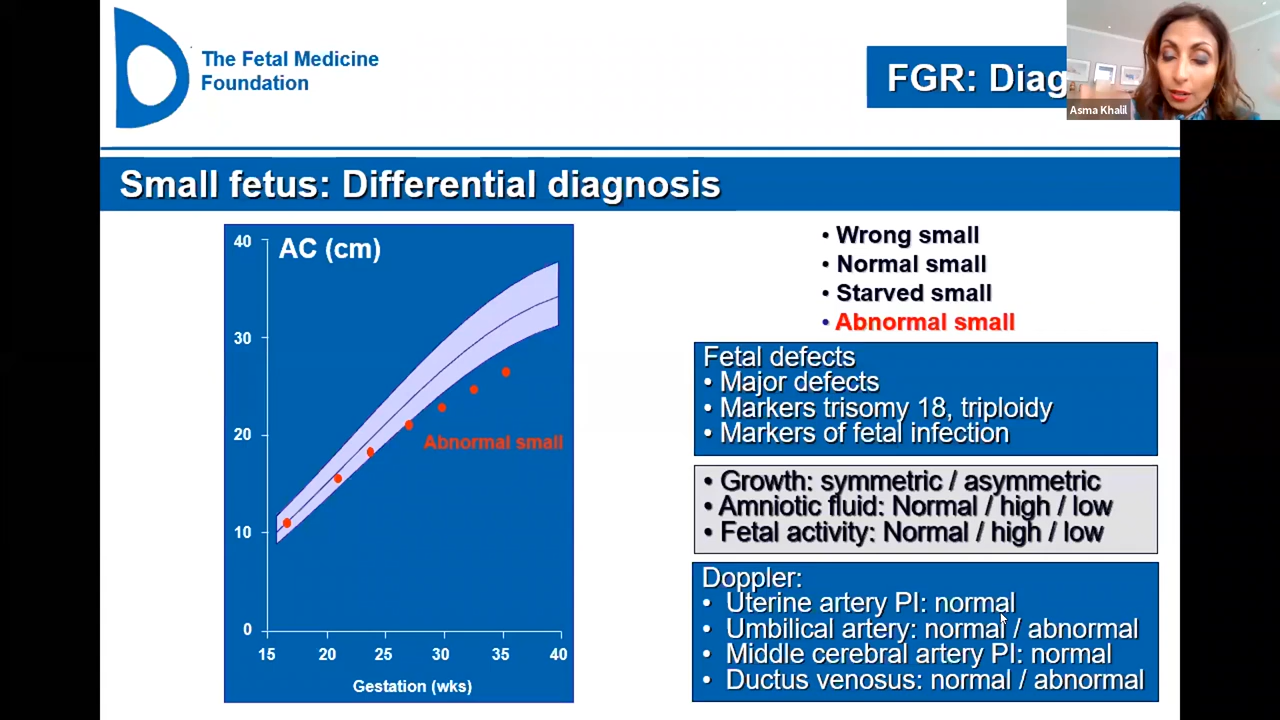 The Fetal Medicine
Foundation
FGR: Diag
Asma Khalil
Small fetus: Differential diagnosis
40
AC (cm)
30
20
10
0
15
20
25
30
35
40
Gestation (wks)
Abnormal small
• Wrong small
• Normal small
• Starved small
• Abnormal small
Fetal defects
• Major defects
• Markers trisomy 18, triploidy
• Markers of fetal infection
• Growth: symmetric / asymmetric
• Amniotic fluid: Normal / high / low
• Fetal activity: Normal / high / low
Doppler:
• Uterine artery PI: normal
• Umbilical artery: normal / abnormal
• Middle cerebral artery PI: normal
• Ductus venosus: normal / abnormal